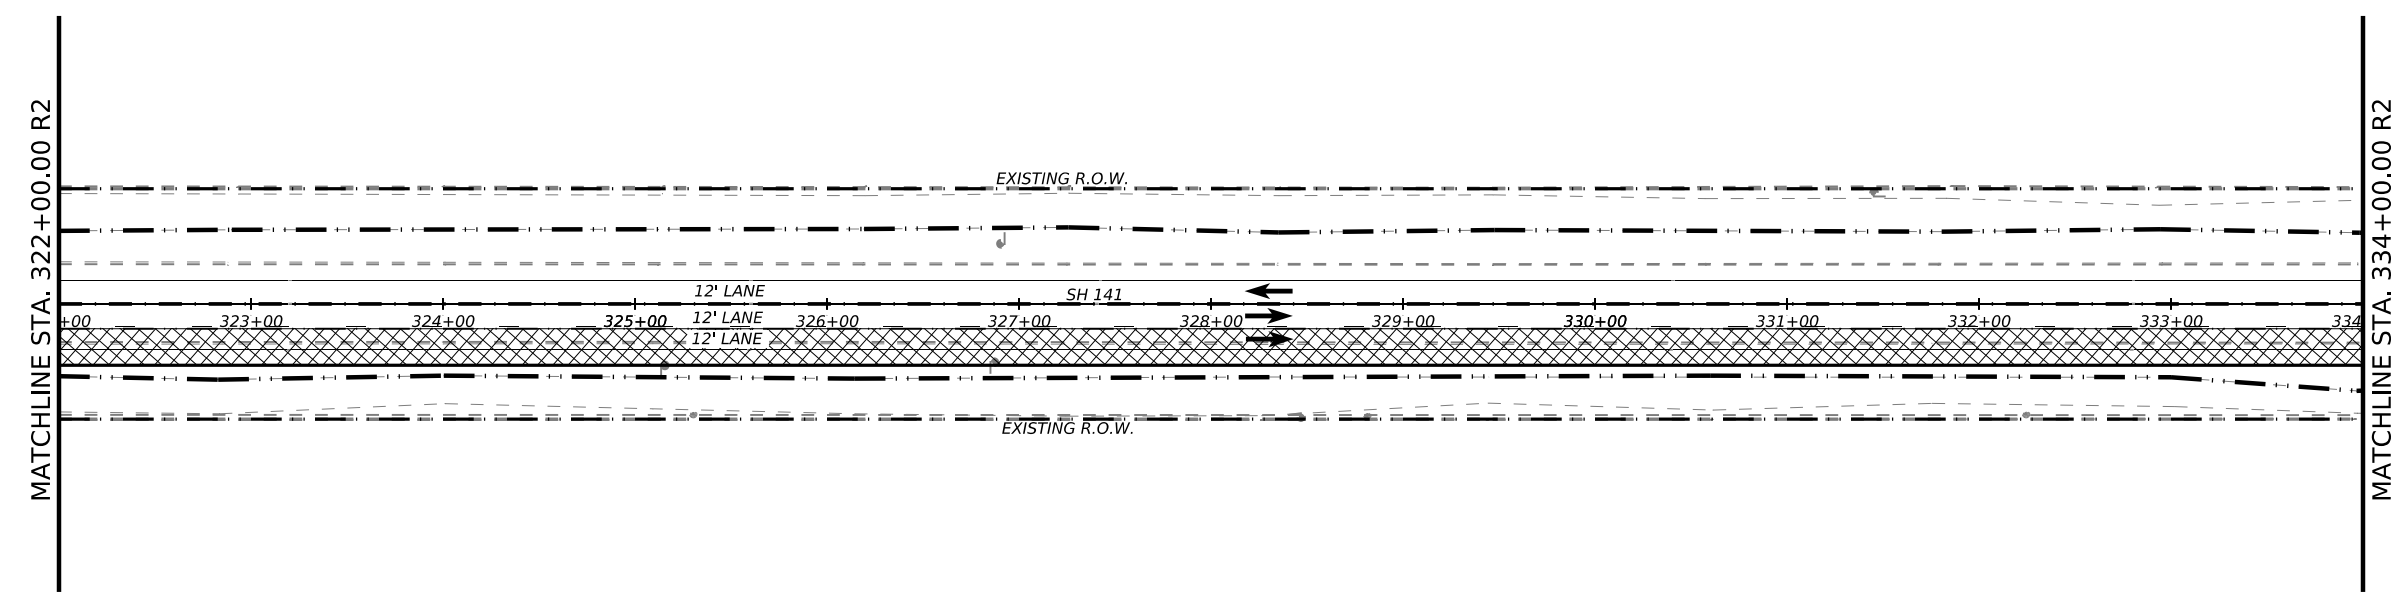 MATCHLINE STA. 322+00.00 R2
EXISTING R.O.W.
12' LANE
SH 141
12' LANE
+00 323+00 324+00 325+00 326+00 327+00 328+00 329+00 330+00 331+00 332+00 333+00 334
12' LANE
EXISTING R.O.W.
MATCHLINE STA. 334+00.00 R2